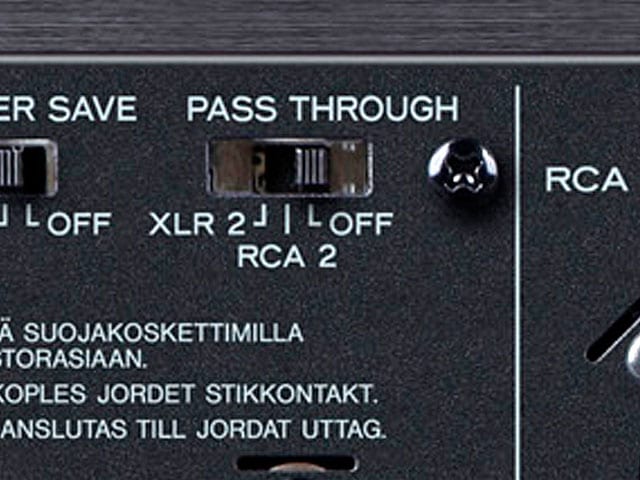 ER SAVE
PASS THROUGH
OFF
XLR 2
OFF
RCA 2
RCA
Ä SUOJAKOSKETTIMILLA
STORASIAAN.
KOPLES JORDET STIKKONTAKT.
ANSLUTAS TILL JORDAT UTTAG.